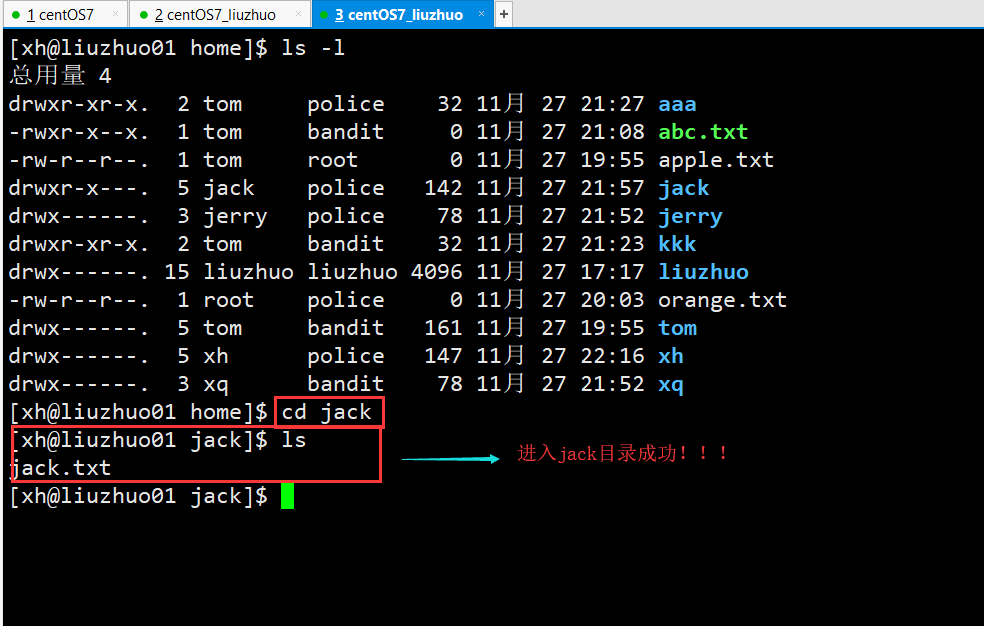 1 centOS7 × 2 centOS7_liuzhuo × 3 centOS7_liuzhuo × +
[xh@liuzhuo01 home]$ ls -l
总用量 4
drwxr-xr-x.  2 tom     police    32 11月 27 21:27 aaa
-rwxr--x--x.  1 tom     bandit     0 11月 27 21:08 abc.txt
-rw-r--r--.  1 tom     root       0 11月 27 19:55 apple.txt
drwxr-x---.  5 jack    police   142 11月 27 21:57 jack
drwx------.  3 jerry   police    78 11月 27 21:52 jerry
drwxr-xr-x.  2 tom     bandit    32 11月 27 21:23 kkk
drwx------. 15 liuzhuo liuzhuo 4096 11月 27 17:17 liuzhuo
-rw-r--r--.  1 root    police     0 11月 27 20:03 orange.txt
drwx------.  5 tom     bandit   161 11月 27 19:55 tom
drwx------.  5 xh      police   147 11月 27 22:16 xh
drwx------.  3 xq      bandit    78 11月 27 21:52 xq
[xh@liuzhuo01 home]$ cd jack
[xh@liuzhuo01 jack]$ ls
进入jack目录成功！！！
jack.txt
[xh@liuzhuo01 jack]$